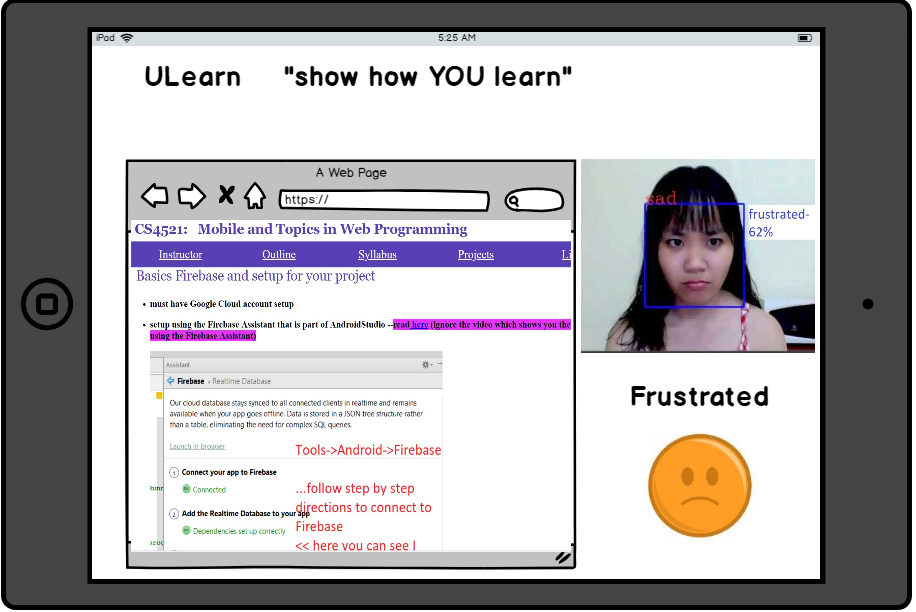 iPad
5:25 AM
ULearn "show how YOU learn"
A Web Page
https://
CS4521: Mobile and Topics in Web Programming
Instructor Outline Syllabus Projects Li
Basics Firebase and setup for your project
• must have Google Cloud account setup
• setup using the Firebase Assistant that is part of AndroidStudio --read here (ignore the video which shows you the
using the Firebase Assistant)
Assistant
Firebase › Realtime Database
Our cloud database stays synced to all connected clients in realtime and remains
available when your app goes offline. Data is stored in a JSON tree structure rather
than a table, eliminating the need for complex SQL queries.
Launch in browser
Tools->Android->Firebase
1 Connect your app to Firebase
Connected
...follow step by step
directions to connect to
Firebase
<< here you can see I
2 Add the Realtime Database to your app
Dependencies set up correctly
sad
frustrated-
62%
Frustrated